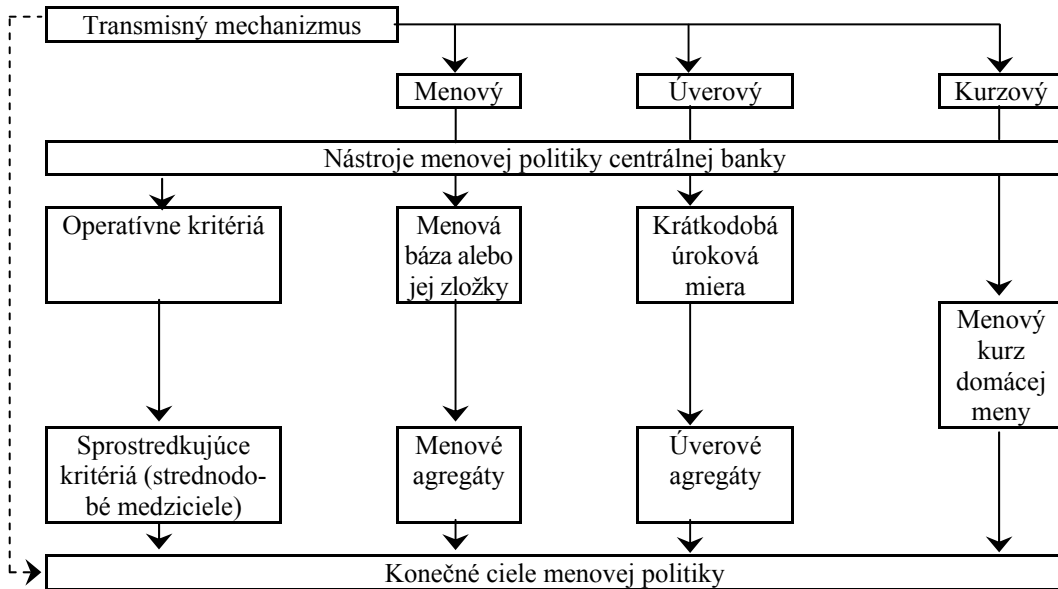 Transmisný mechanizmus
Menový
Úverový
Kurzový
Nástroje menovej politiky centrálnej banky
Operatívne kritériá
Menová
báza alebo
jej zložky
Krátkodobá
úroková
miera
Menový
kurz
domácej
meny
Sprostredkujúce
kritériá (strednodo-
bé medziciele)
Menové
agregáty
Úverové
agregáty
Konečné ciele menovej politiky